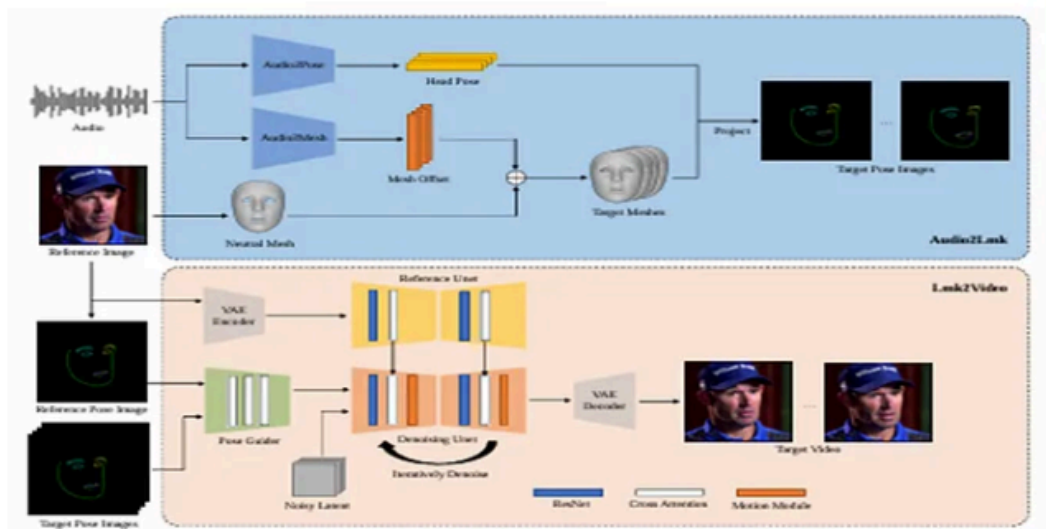 Audio
Audio2Pose
Head Pose
Audio2Mesh
Mesh Offset
Project
...
Target Pose Images
Reference Image
Neutral Mesh
Target Meshes
Audio2Lmk
Reference Unet
Lmk2Video
VAE
Encoder
Reference Pose Image
Pose Guider
Denoising Unet
VAE
Decoder
...
Target Video
Iteratively Denoise
Noisy Latent
Target Pose Images
ResNet
Cross Attention
Motion Module